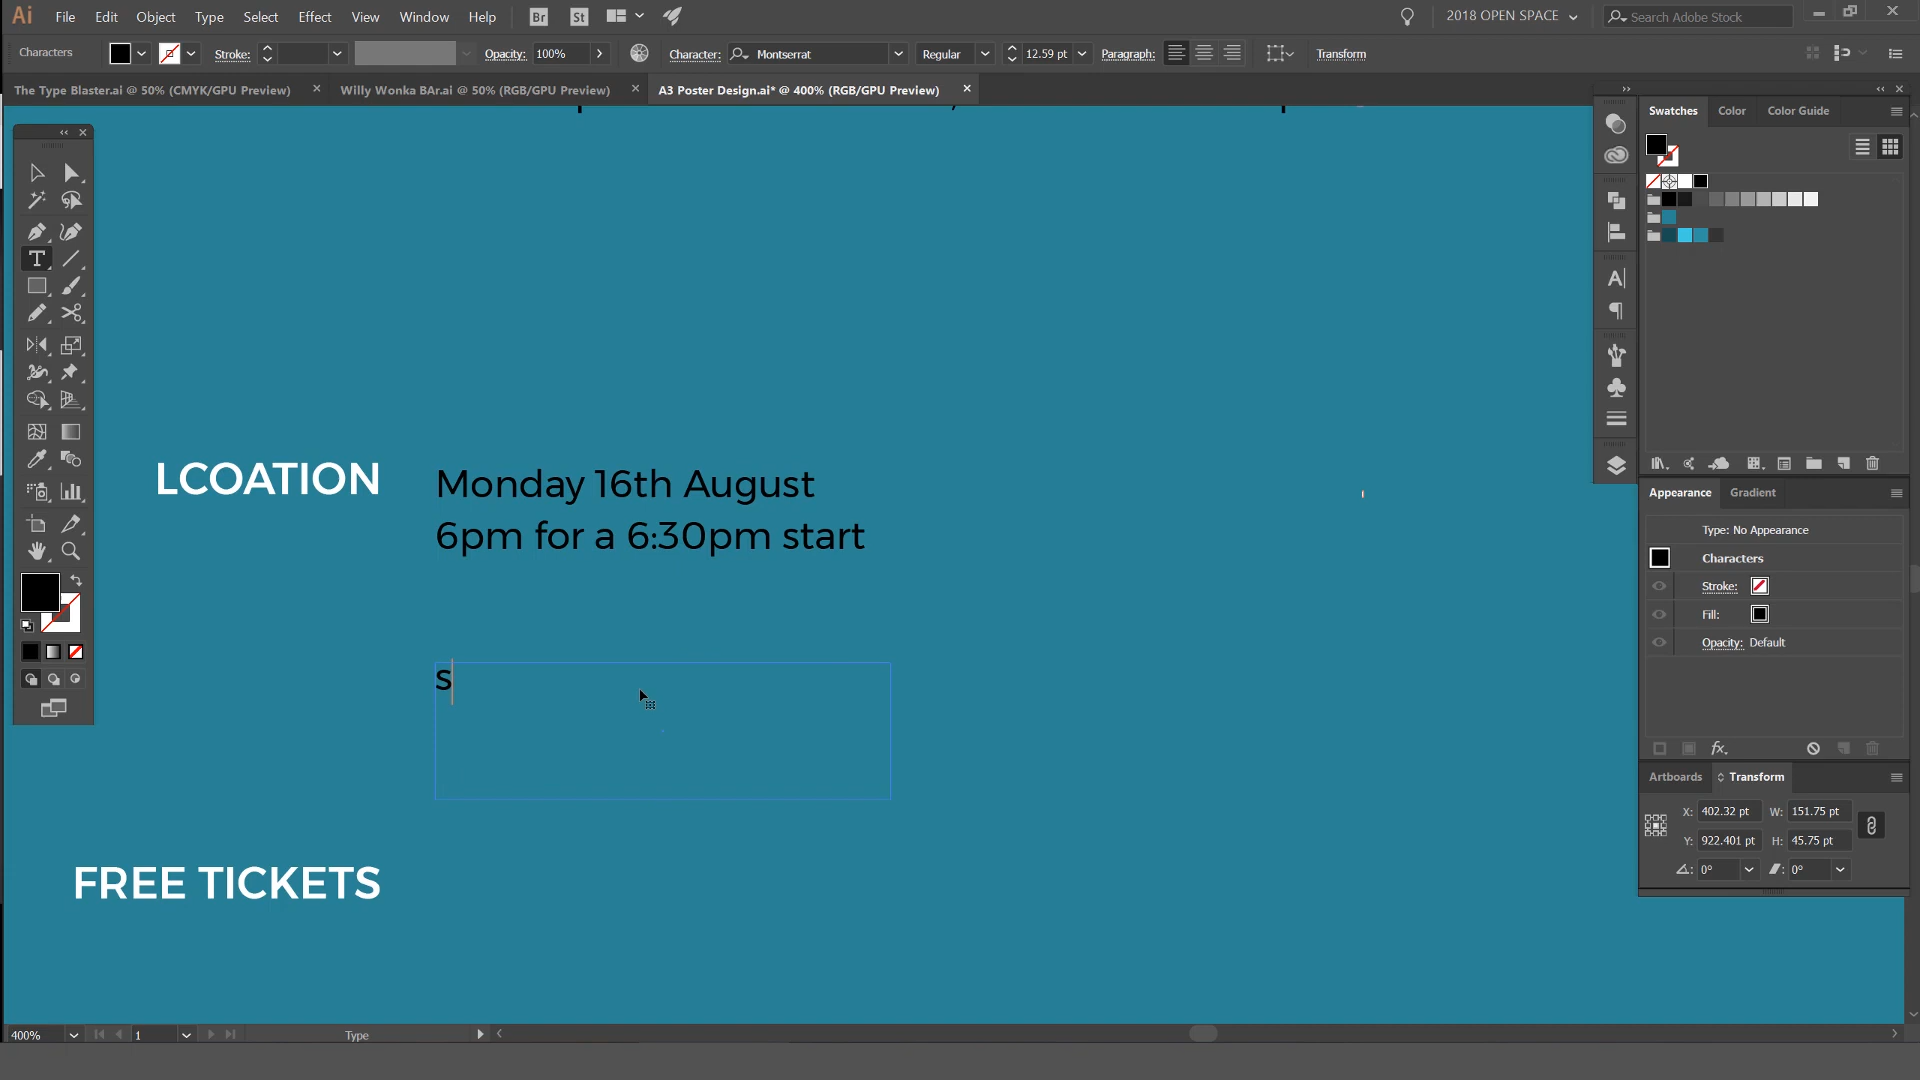 Ai File Edit Object Type Select Effect View Window Help Br St 2018 OPEN SPACE Search Adobe Stock
Characters Stroke: Opacity: 100% Character: Montserrat Regular 12.59 pt Paragraph: Transform
The Type Blaster.ai @ 50% (CMYK/GPU Preview) Willy Wonka BAr.ai @ 50% (RGB/GPU Preview) A3 Poster Design.ai* @ 400% (RGB/GPU Preview)
Swatches Color Color Guide
LCOATION
Monday 16th August
6pm for a 6:30pm start
s
FREE TICKETS
Appearance Gradient
Type: No Appearance
Characters
Stroke:
Fill:
Opacity: Default
fx
Artboards Transform
X: 402.32 pt W: 151.75 pt
Y: 922.401 pt H: 45.75 pt
0° 0°
400% 1 Type